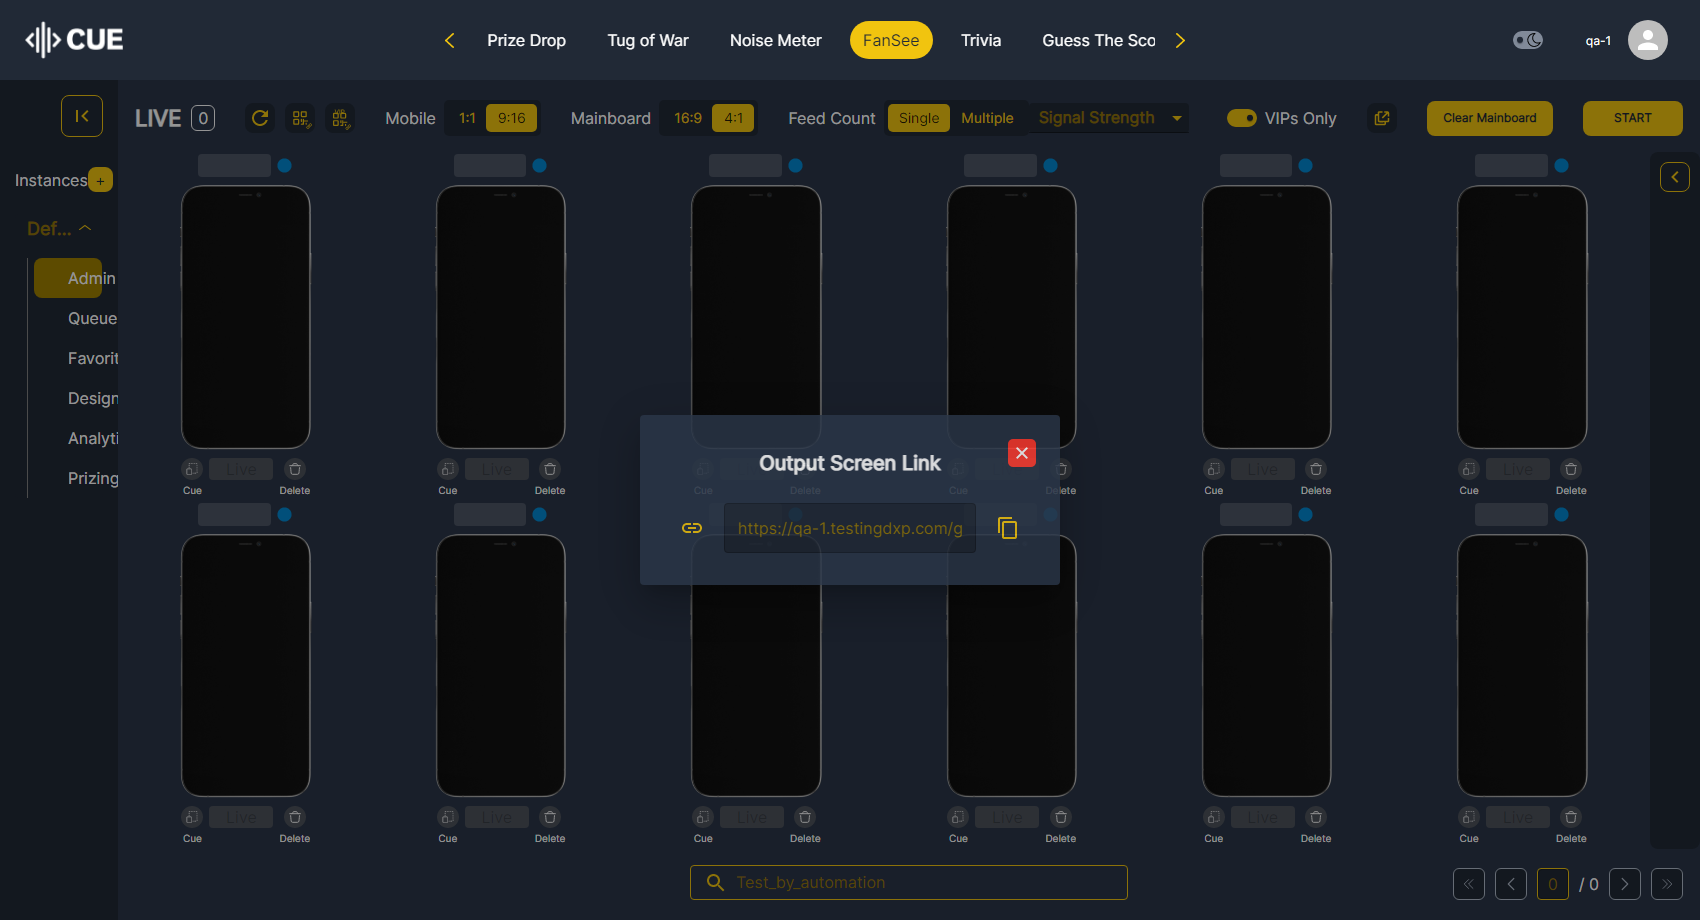 CUE
Prize Drop
Tug of War
Noise Meter
FanSee
Trivia
Guess The Sco
qa-1
LIVE 0
Mobile 1:1 9:16
Mainboard 16:9 4:1
Feed Count Single Multiple
Signal Strength
VIPs Only
Clear Mainboard
START
Instances +
Def...
Admin
Queue
Favorit
Design
Analyti
Prizing
Live Live Live Live
Cue Delete Cue Delete Cue Delete Cue Delete Cue Delete Cue Delete
Output Screen Link
https://qa-1.testingdxp.com/g
Live Live Live Live Live Live
Cue Delete Cue Delete Cue Delete Cue Delete Cue Delete Cue Delete
Test_by_automation
0 / 0